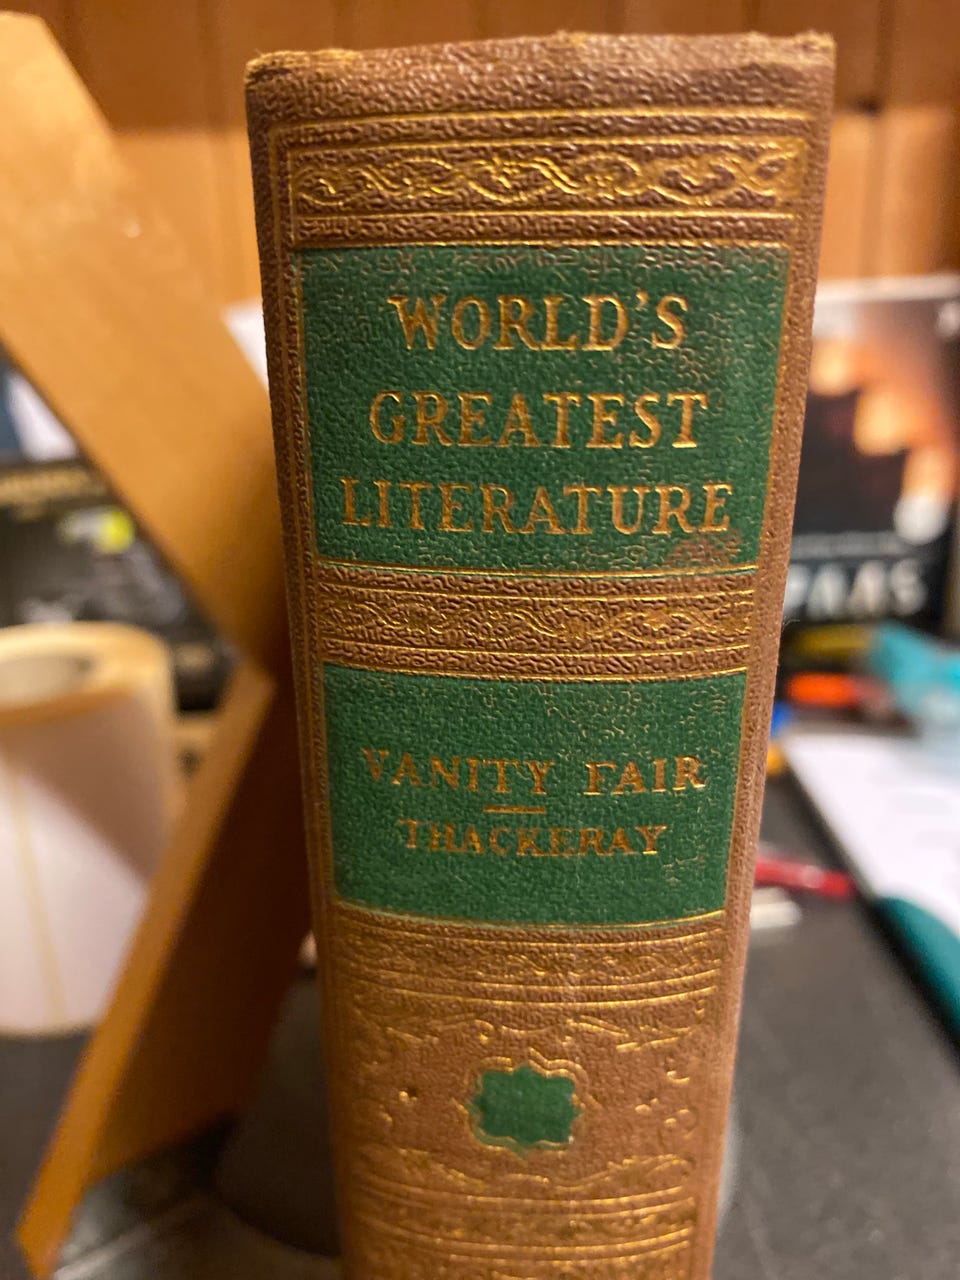 WORLD'S
GREATEST
LITERATURE
VANITY FAIR
THACKERAY